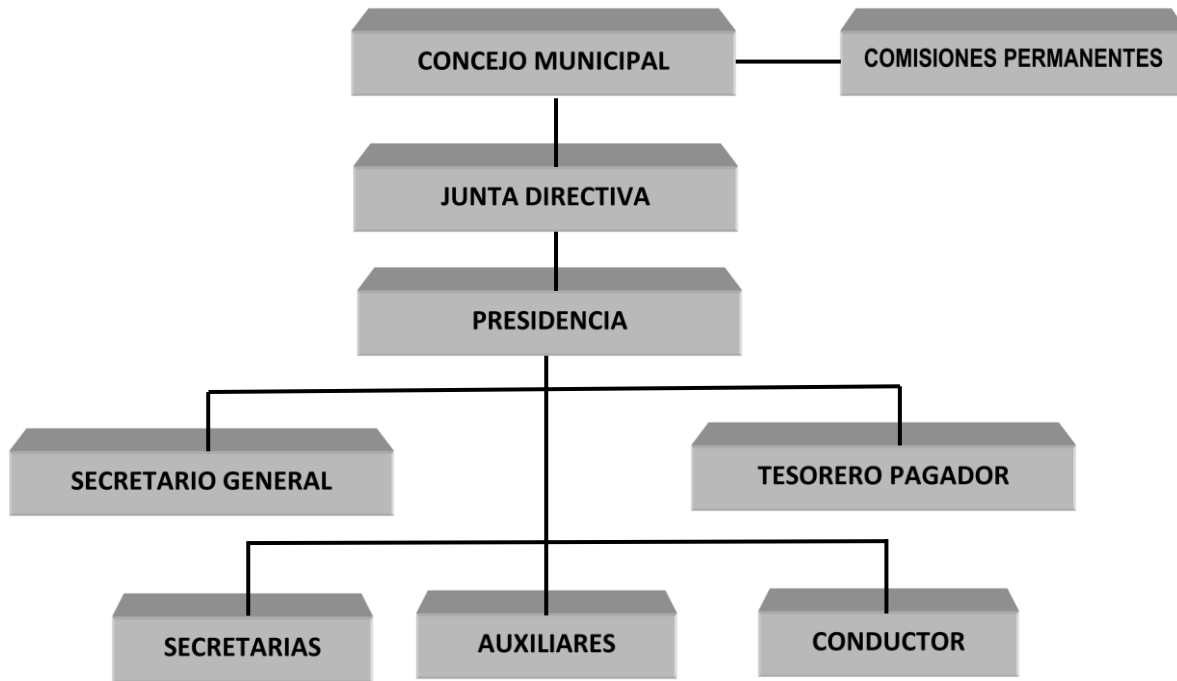 CONCEJO MUNICIPAL
COMISIONES PERMANENTES
JUNTA DIRECTIVA
PRESIDENCIA
SECRETARIO GENERAL
TESORERO PAGADOR
SECRETARIAS
AUXILIARES
CONDUCTOR